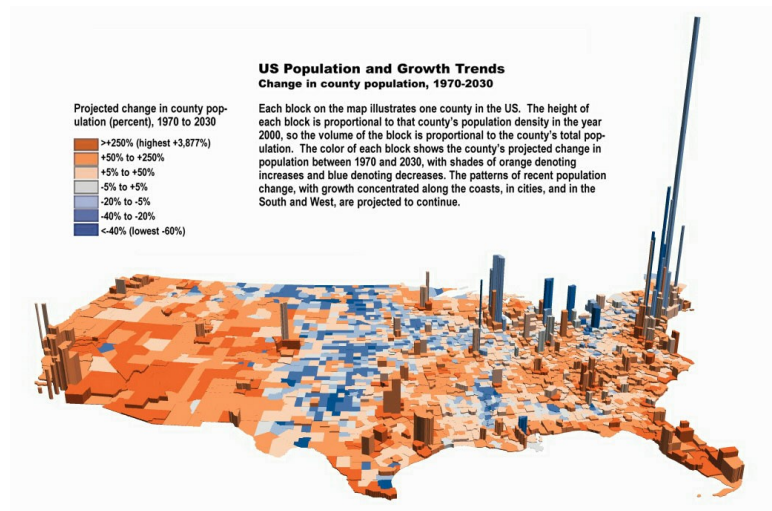 US Population and Growth Trends
Change in county population, 1970-2030
Projected change in county pop-
ulation (percent), 1970 to 2030
>+250% (highest +3,877%)
+50% to +250%
+5% to +50%
-5% to +5%
-20% to -5%
-40% to -20%
<-40% (lowest -60%)
Each block on the map illustrates one county in the US. The height of
each block is proportional to that county's population density in the year
2000, so the volume of the block is proportional to the county's total pop-
ulation. The color of each block shows the county's projected change in
population between 1970 and 2030, with shades of orange denoting
increases and blue denoting decreases. The patterns of recent population
change, with growth concentrated along the coasts, in cities, and in the
South and West, are projected to continue.